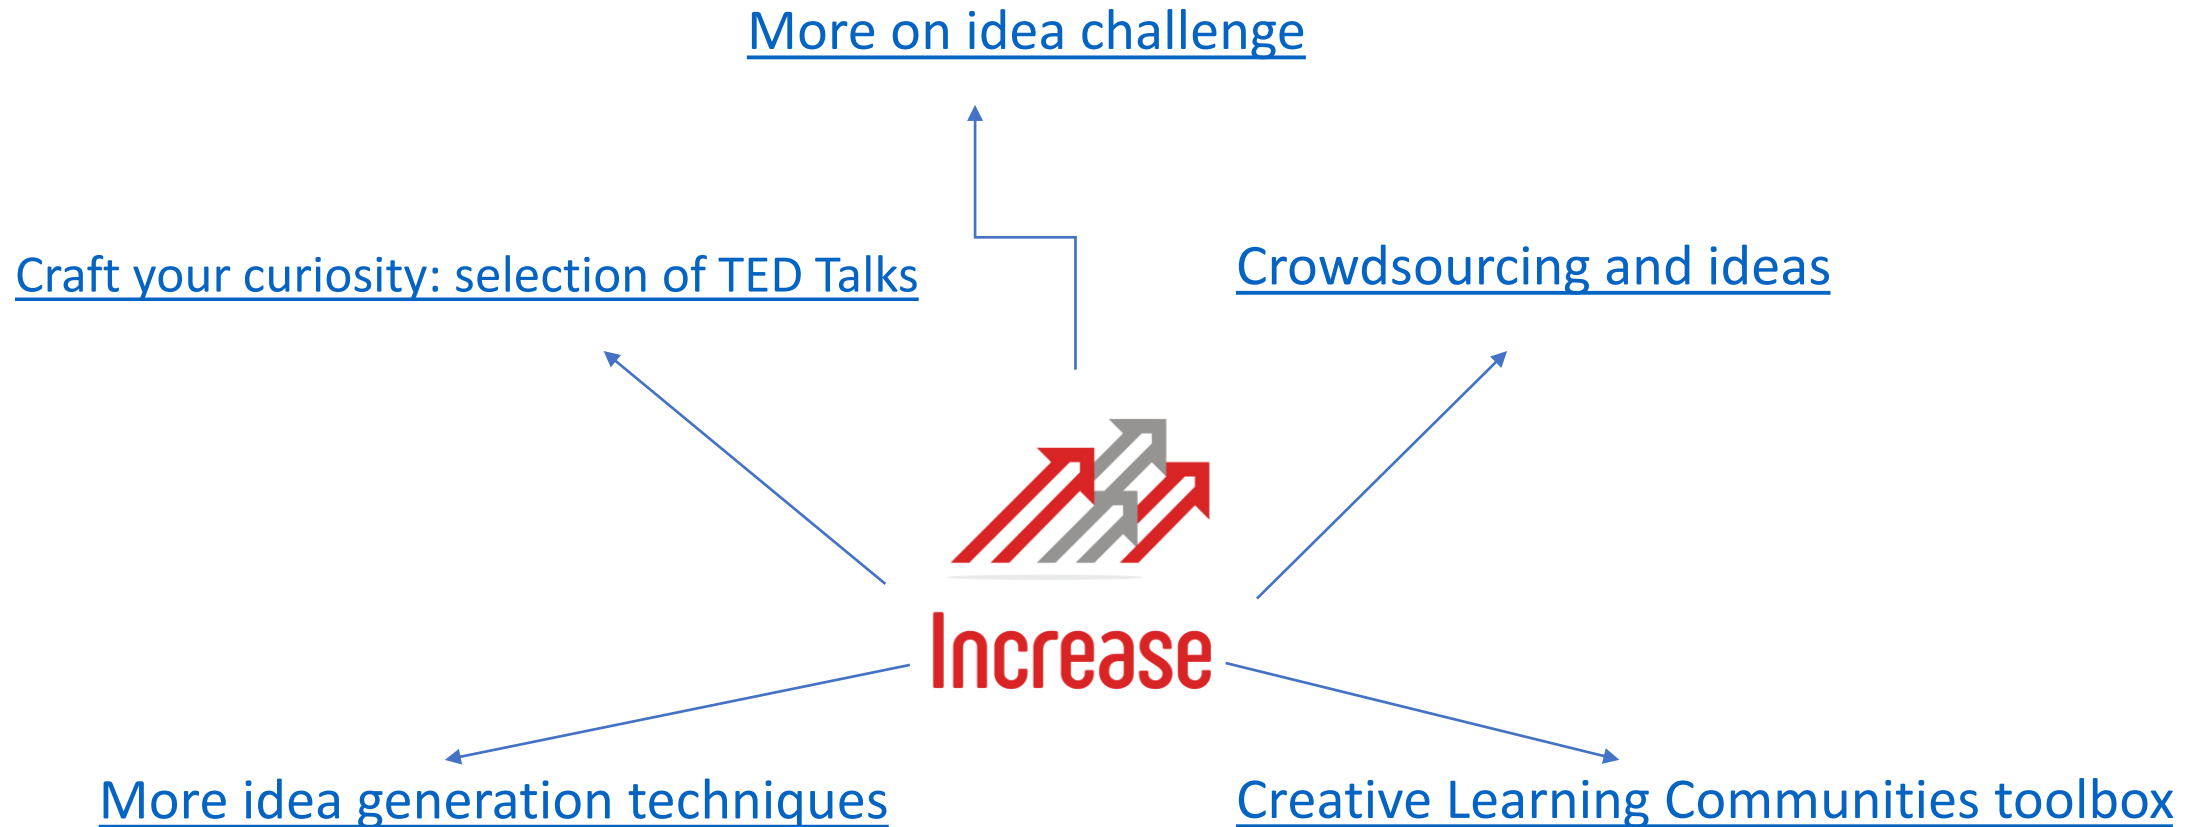 More on idea challenge
Craft your curiosity: selection of TED Talks
Crowdsourcing and ideas
Increase
More idea generation techniques
Creative Learning Communities toolbox